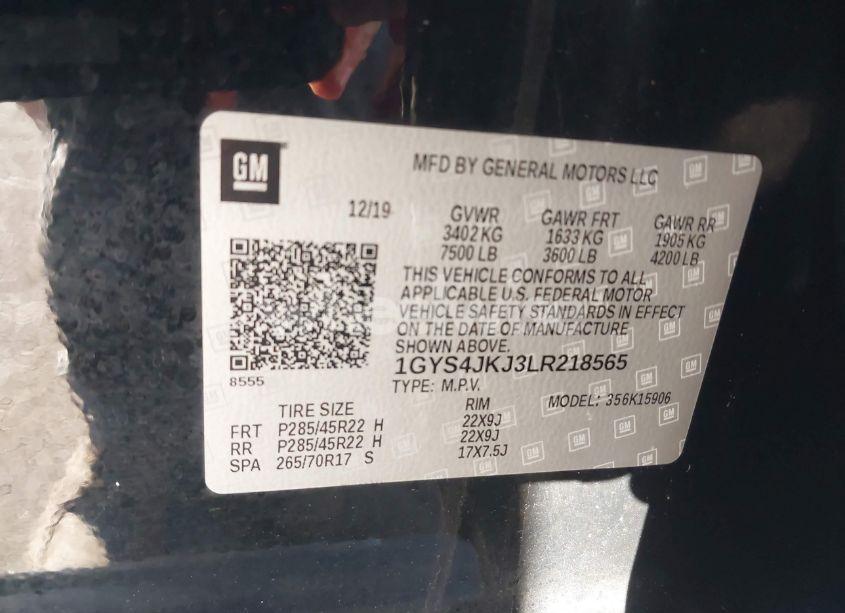 GM
MFD BY GENERAL MOTORS LLC
12/19
GVWR GAWR FRT GAWR RR
3402 KG 1633 KG 1905 KG
7500 LB 3600 LB 4200 LB
THIS VEHICLE CONFORMS TO ALL
APPLICABLE U.S. FEDERAL MOTOR
VEHICLE SAFETY STANDARDS IN EFFECT
ON THE DATE OF MANUFACTURE
SHOWN ABOVE.
1GYS4JKJ3LR218565
8555
TYPE: M.P.V. MODEL: 356K15906
TIRE SIZE RIM
FRT P285/45R22 H 22X9J
RR P285/45R22 H 22X9J
SPA 265/70R17 S 17X7.5J